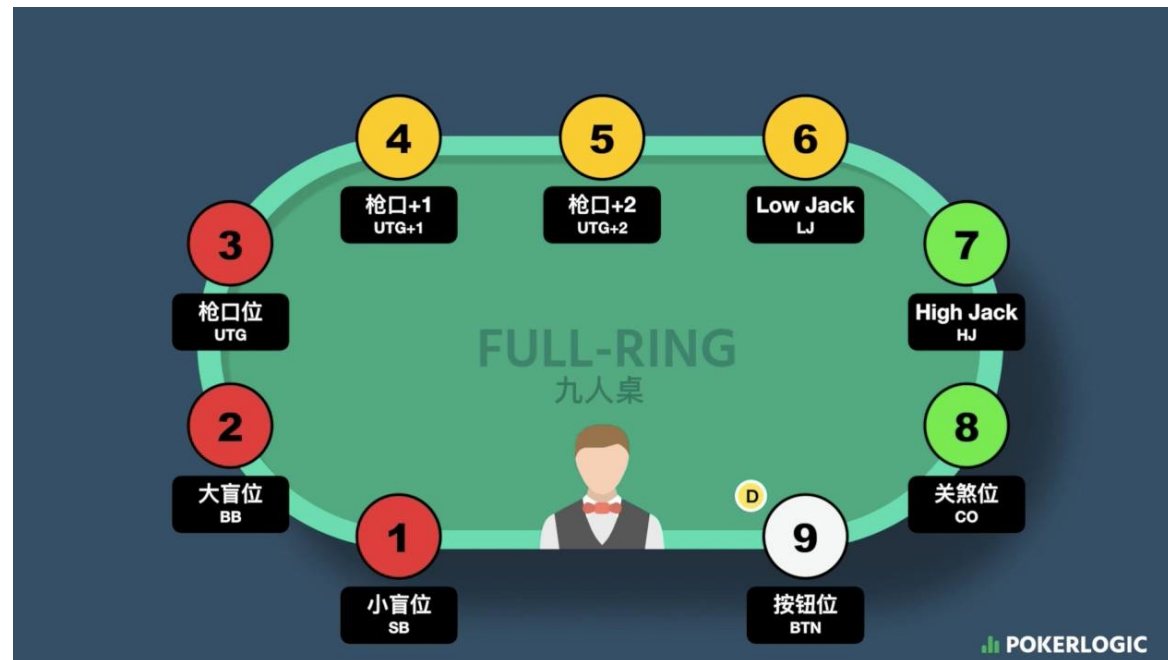 4
5
6
枪口+1
UTG+1
枪口+2
UTG+2
Low Jack
LJ
3
7
枪口位
UTG
High Jack
HJ
FULL-RING
九人桌
2
8
大盲位
BB
关煞位
CO
D
1
9
小盲位
SB
按钮位
BTN
POKERLOGIC